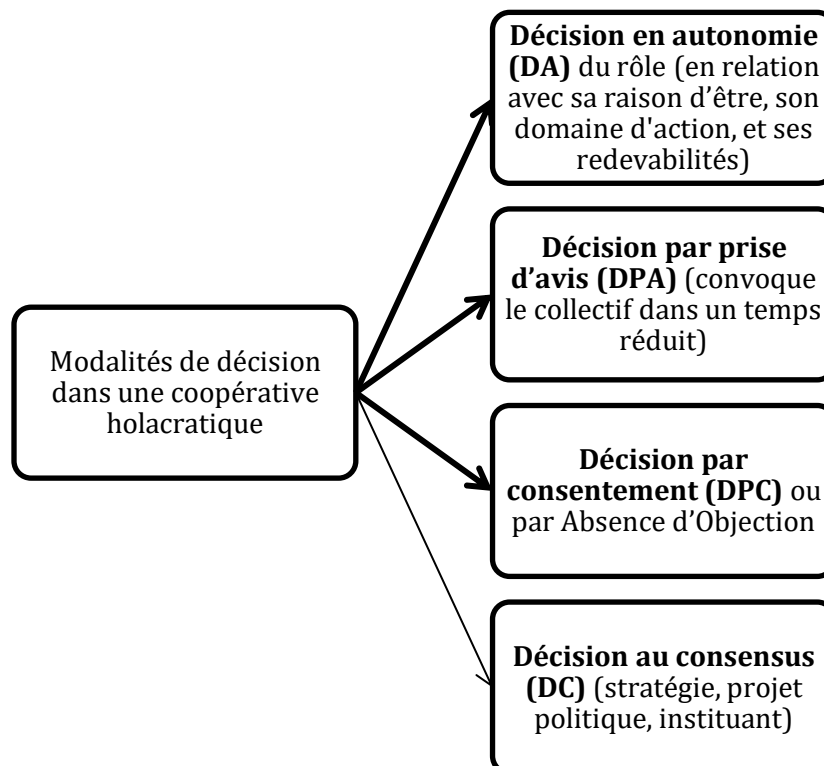 Décision en autonomie
(DA) du rôle (en relation
avec sa raison d’être, son
domaine d'action, et ses
redevabilités)
Décision par prise
d’avis (DPA) (convoque
le collectif dans un temps
réduit)
Modalités de décision
dans une coopérative
holacratique
Décision par
consentement (DPC) ou
par Absence d’Objection
Décision au consensus
(DC) (stratégie, projet
politique, instituant)